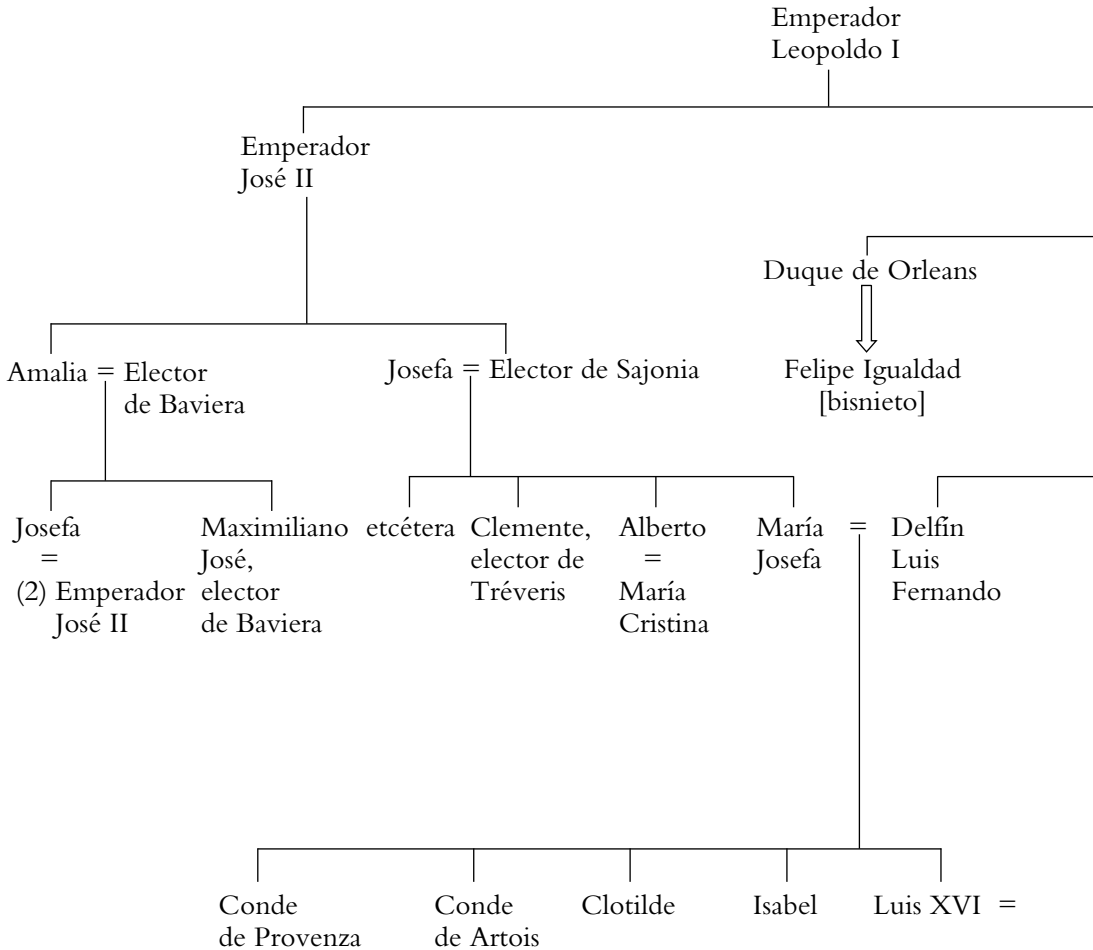 Emperador
Leopoldo I
Emperador
José II
Duque de Orleans
Felipe Igualdad
[bisnieto]
Amalia = Elector
de Baviera
Josefa = Elector de Sajonia
Josefa
=
(2) Emperador
José II
Maximiliano
José,
elector
de Baviera
etcétera
Clemente,
elector de
Tréveris
Alberto
=
María
Cristina
María
Josefa
=
Delfín
Luis
Fernando
Conde
de Provenza
Conde
de Artois
Clotilde
Isabel
Luis XVI =